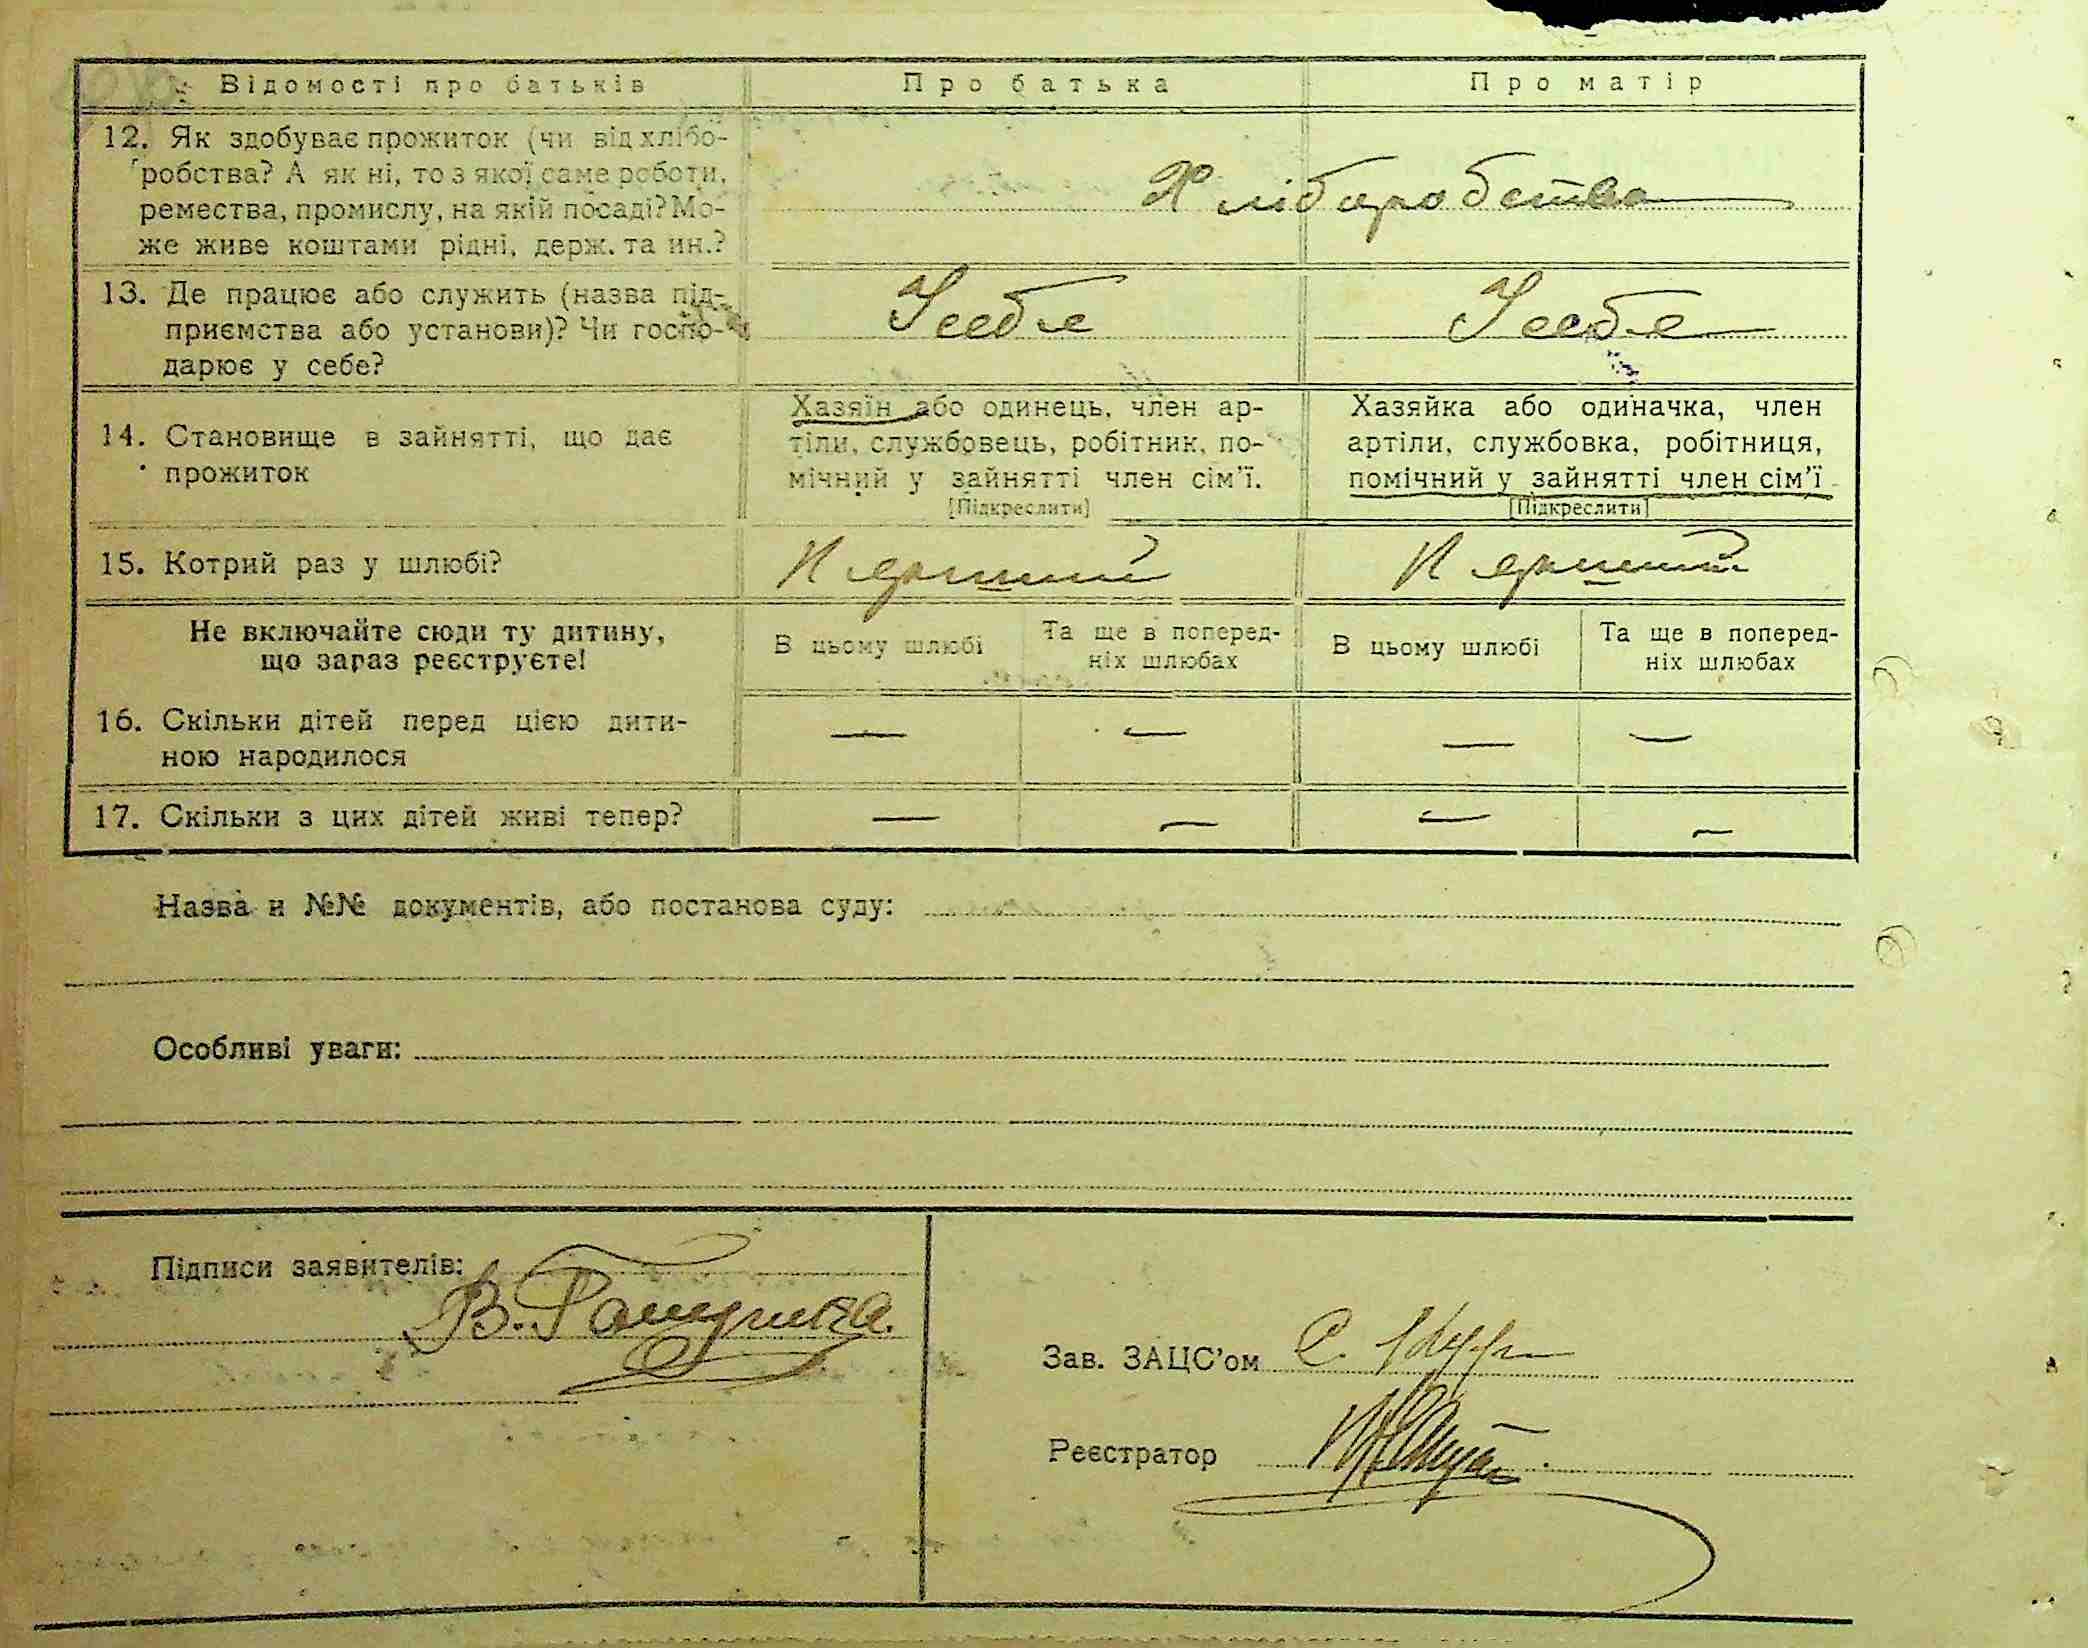 Відомості про батьків
Про батька
Про матір
12. Як здобуває прожиток (чи від хлібо-
робства? А як ні, то з якої саме роботи,
ремества, промислу, на якій посаді? Мо-
же живе коштами рідні, держ. та ин.?
Хліборобства
13. Де працює або служить (назва під-
приємства або установи)? Чи госпо-
дарює у себе?
У себе
У себе
14. Становище в зайнятті, що дає
прожиток
Хазяїн або одинець, член ар-
тіли, службовець, робітник, по-
мічний у зайнятті член сім'ї.
[Підкреслити]
Хазяйка або одиначка, член
артіли, службовка, робітниця,
помічний у зайнятті член сім'ї
[Підкреслити]
15. Котрий раз у шлюбі?
Перший
Перший
Не включайте сюди ту дитину,
що зараз реєструєте!
В цьому шлюбі
Та ще в поперед-
ніх шлюбах
В цьому шлюбі
Та ще в поперед-
ніх шлюбах
16. Скільки дітей перед цією дити-
ною народилося
— — — —
17. Скільки з цих дітей живі тепер?
— — — —
Назва и №№ документів, або постанова суду:
Особливі уваги:
Підписи заявителів:
В.
Зав. ЗАЦС'ом С.
Реєстратор